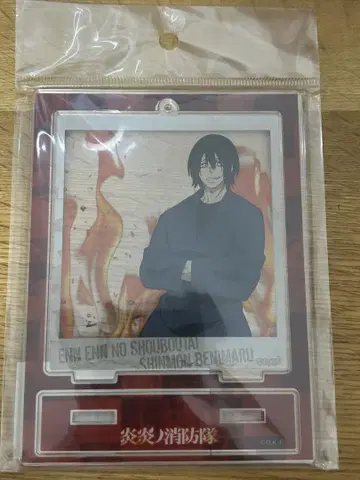 ENN ENN NO SHOUBOUTAI
SHINMON BENIMARU
炎炎ノ消防隊